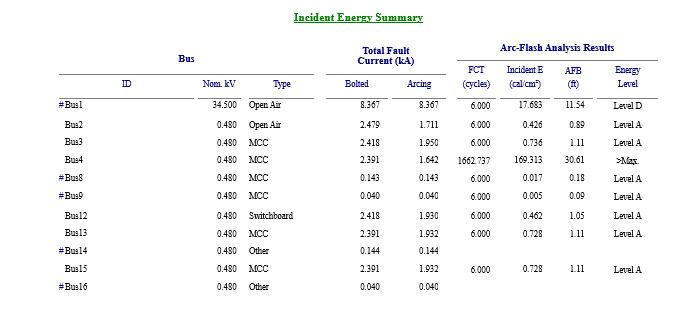 Incident Energy Summary
Bus Total Fault Current (kA) Arc-Flash Analysis Results
ID Nom. kV Type Bolted Arcing FCT (cycles) Incident E (cal/cm²) AFB (ft) Energy Level
#Bus1 34.500 Open Air 8.367 8.367 6.000 17.683 11.54 Level D
Bus2 0.480 Open Air 2.479 1.711 6.000 0.426 0.89 Level A
Bus3 0.480 MCC 2.418 1.950 6.000 0.736 1.11 Level A
Bus4 0.480 MCC 2.391 1.642 1662.737 169.313 30.61 >Max.
#Bus8 0.480 MCC 0.143 0.143 6.000 0.017 0.18 Level A
#Bus9 0.480 MCC 0.040 0.040 6.000 0.005 0.09 Level A
Bus12 0.480 Switchboard 2.418 1.930 6.000 0.462 1.05 Level A
Bus13 0.480 MCC 2.391 1.932 6.000 0.728 1.11 Level A
#Bus14 0.480 Other 0.144 0.144
Bus15 0.480 MCC 2.391 1.932 6.000 0.728 1.11 Level A
#Bus16 0.480 Other 0.040 0.040